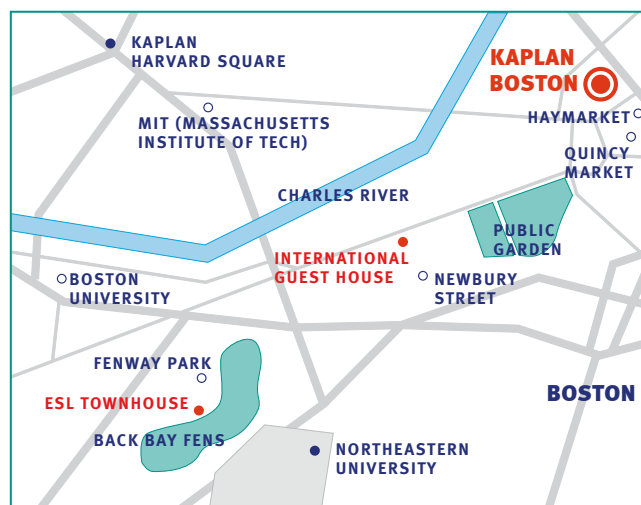 KAPLAN
HARVARD SQUARE
KAPLAN
BOSTON
MIT (MASSACHUSETTS
INSTITUTE OF TECH)
HAYMARKET
QUINCY
MARKET
CHARLES RIVER
PUBLIC
GARDEN
INTERNATIONAL
GUEST HOUSE
BOSTON
UNIVERSITY
NEWBURY
STREET
FENWAY PARK
ESL TOWNHOUSE
BOSTON
BACK BAY FENS
NORTHEASTERN
UNIVERSITY